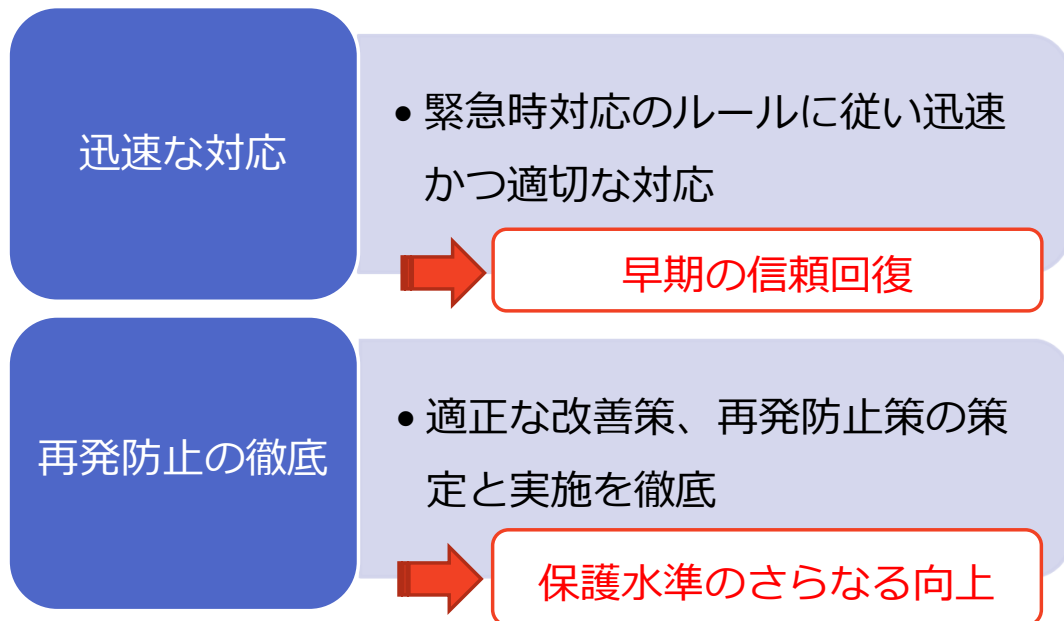 迅速な対応
• 緊急時対応のルールに従い迅速
かつ適切な対応
早期の信頼回復
再発防止の徹底
• 適正な改善策、再発防止策の策
定と実施を徹底
保護水準のさらなる向上